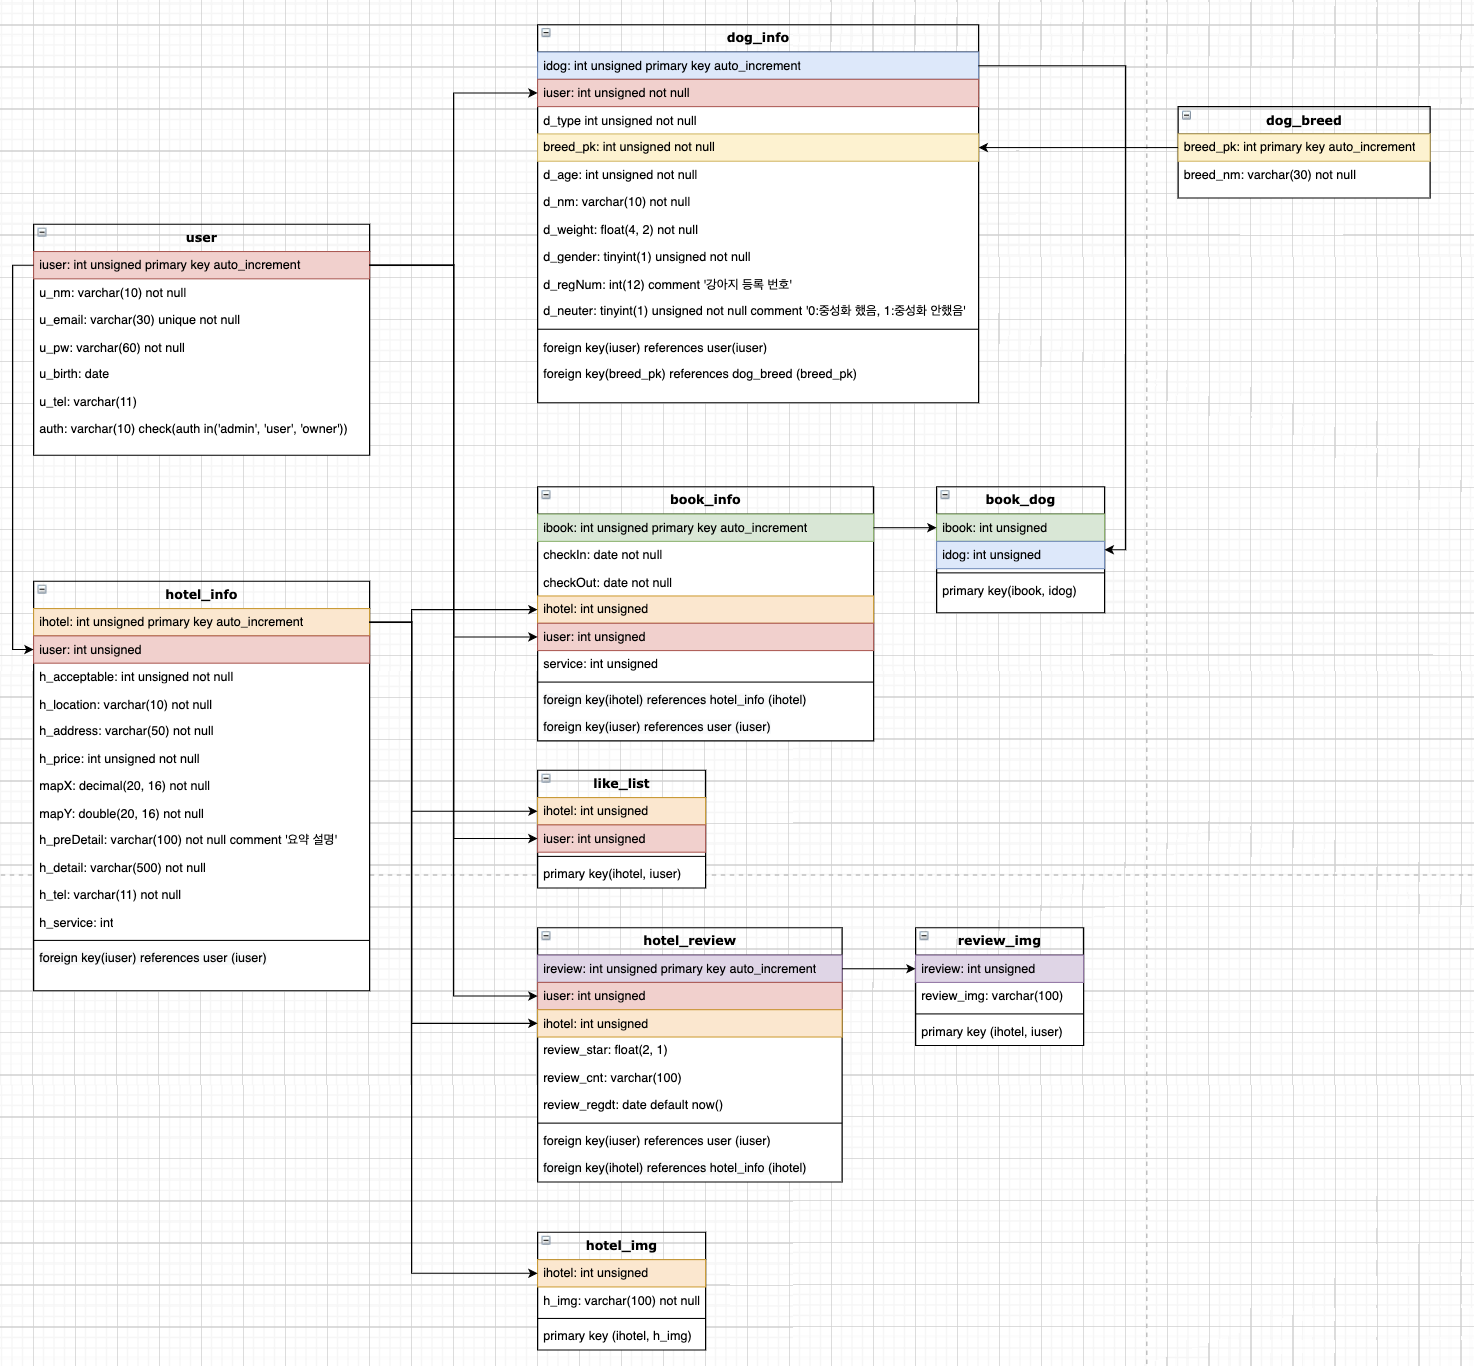 dog_info
idog: int unsigned primary key auto_increment
iuser: int unsigned not null
d_type int unsigned not null
breed_pk: int unsigned not null
d_age: int unsigned not null
d_nm: varchar(10) not null
d_weight: float(4, 2) not null
d_gender: tinyint(1) unsigned not null
d_regNum: int(12) comment '강아지 등록 번호'
d_neuter: tinyint(1) unsigned not null comment '0:중성화 했음, 1:중성화 안했음'
foreign key(iuser) references user(iuser)
foreign key(breed_pk) references dog_breed (breed_pk)
dog_breed
breed_pk: int primary key auto_increment
breed_nm: varchar(30) not null
user
iuser: int unsigned primary key auto_increment
u_nm: varchar(10) not null
u_email: varchar(30) unique not null
u_pw: varchar(60) not null
u_birth: date
u_tel: varchar(11)
auth: varchar(10) check(auth in('admin', 'user', 'owner'))
book_info
ibook: int unsigned primary key auto_increment
checkIn: date not null
checkOut: date not null
ihotel: int unsigned
iuser: int unsigned
service: int unsigned
foreign key(ihotel) references hotel_info (ihotel)
foreign key(iuser) references user (iuser)
book_dog
ibook: int unsigned
idog: int unsigned
primary key(ibook, idog)
hotel_info
ihotel: int unsigned primary key auto_increment
iuser: int unsigned
h_acceptable: int unsigned not null
h_location: varchar(10) not null
h_address: varchar(50) not null
h_price: int unsigned not null
mapX: decimal(20, 16) not null
mapY: double(20, 16) not null
h_preDetail: varchar(100) not null comment '요약 설명'
h_detail: varchar(500) not null
h_tel: varchar(11) not null
h_service: int
foreign key(iuser) references user (iuser)
like_list
ihotel: int unsigned
iuser: int unsigned
primary key(ihotel, iuser)
hotel_review
ireview: int unsigned primary key auto_increment
iuser: int unsigned
ihotel: int unsigned
review_star: float(2, 1)
review_cnt: varchar(100)
review_regdt: date default now()
foreign key(iuser) references user (iuser)
foreign key(ihotel) references hotel_info (ihotel)
review_img
ireview: int unsigned
review_img: varchar(100)
primary key (ihotel, iuser)
hotel_img
ihotel: int unsigned
h_img: varchar(100) not null
primary key (ihotel, h_img)